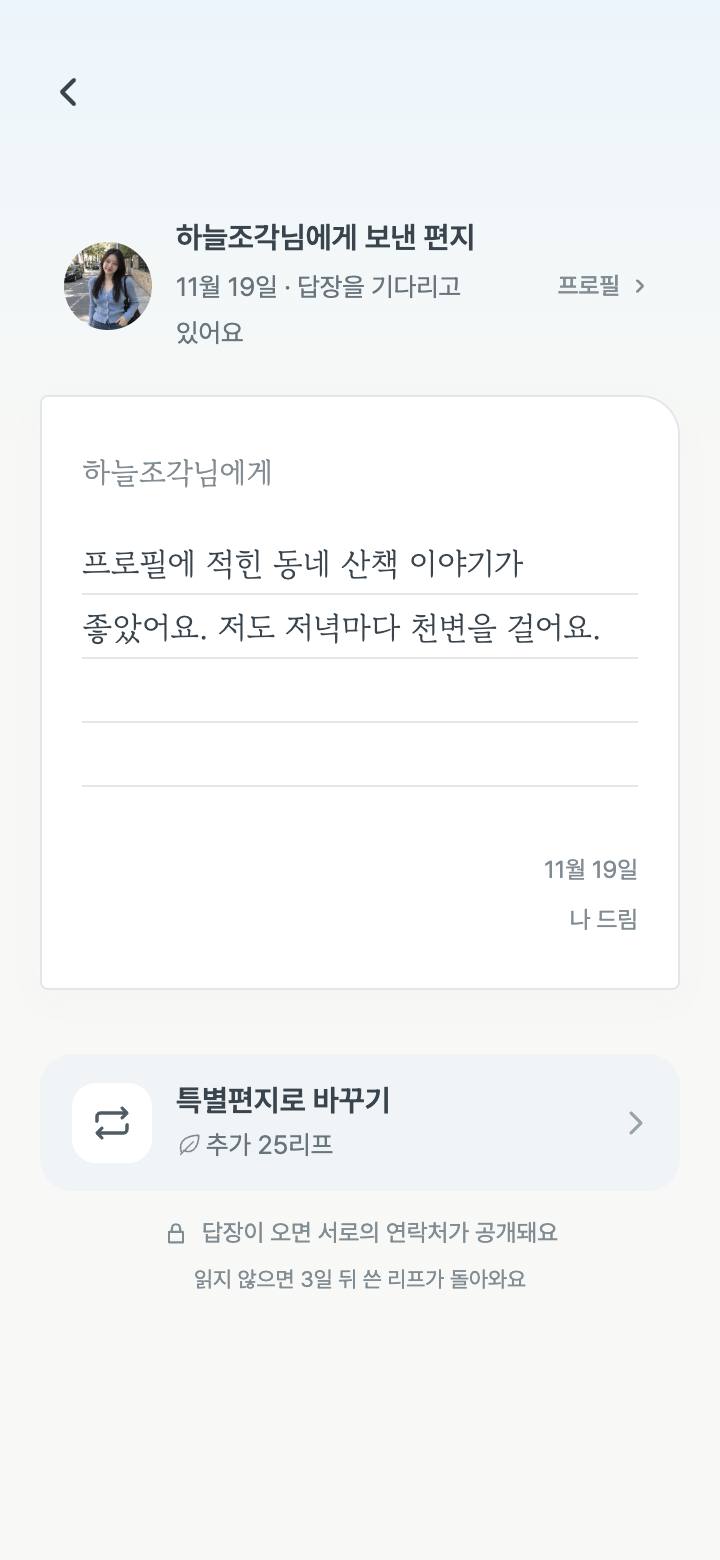 하늘조각님에게 보낸 편지
11월 19일 · 답장을 기다리고
있어요
프로필
하늘조각님에게
프로필에 적힌 동네 산책 이야기가
좋았어요. 저도 저녁마다 천변을 걸어요.
11월 19일
나 드림
특별편지로 바꾸기
추가 25리프
답장이 오면 서로의 연락처가 공개돼요
읽지 않으면 3일 뒤 쓴 리프가 돌아와요